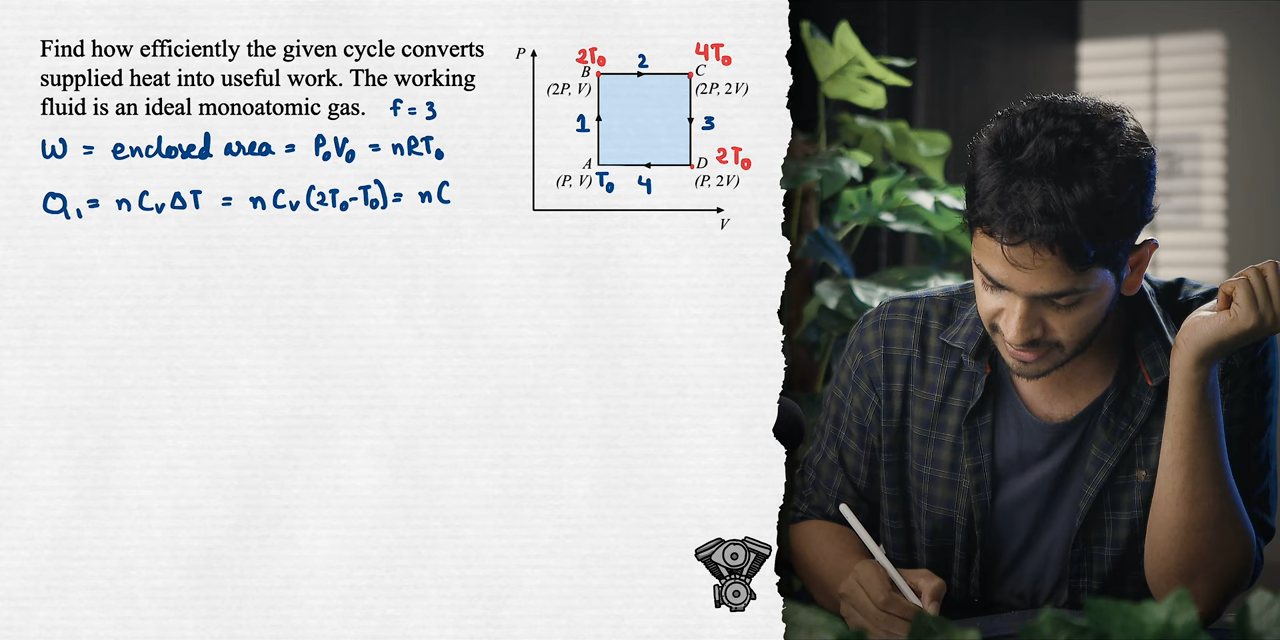 Find how efficiently the given cycle converts
supplied heat into useful work. The working
fluid is an ideal monoatomic gas. f = 3
W = enclosed area = P₀V₀ = nRT₀
Q₁ = nCᵥΔT = nCᵥ(2T₀-T₀) = nC
P
2T₀
2
4T₀
B
C
(2P, V)
(2P, 2V)
1
3
A
D
2T₀
(P, V)
T₀
4
(P, 2V)
V